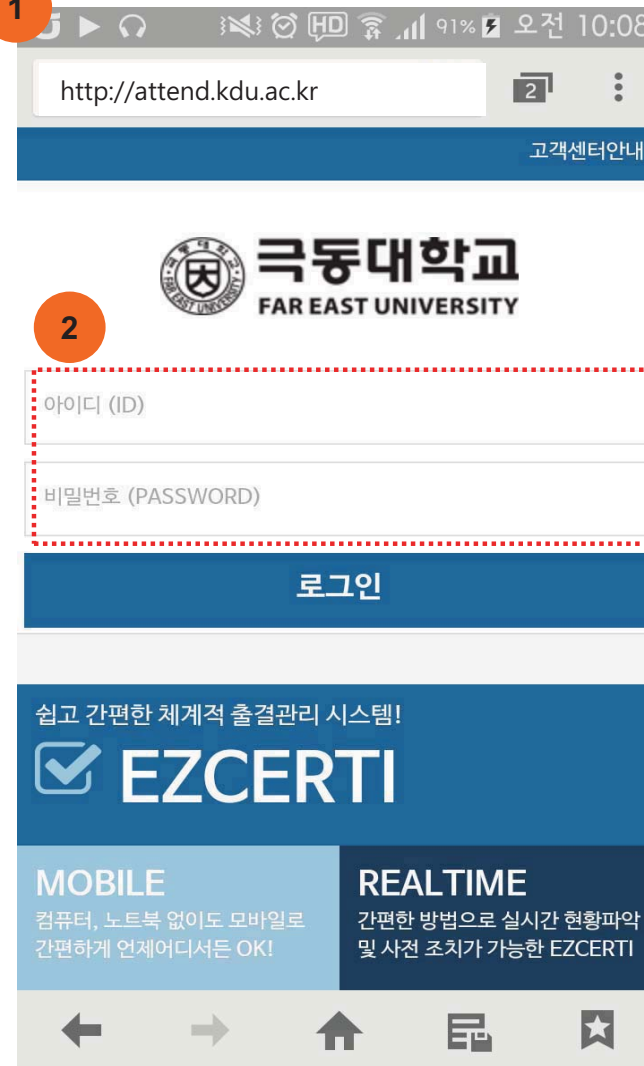 1
91% 오전 10:08
http://attend.kdu.ac.kr
2
고객센터안내
극동대학교
FAR EAST UNIVERSITY
2
아이디 (ID)
비밀번호 (PASSWORD)
로그인
쉽고 간편한 체계적 출결관리 시스템!
EZCERTI
MOBILE
컴퓨터, 노트북 없이도 모바일로
간편하게 언제어디서든 OK!
REALTIME
간편한 방법으로 실시간 현황파악
및 사전 조치가 가능한 EZCERTI